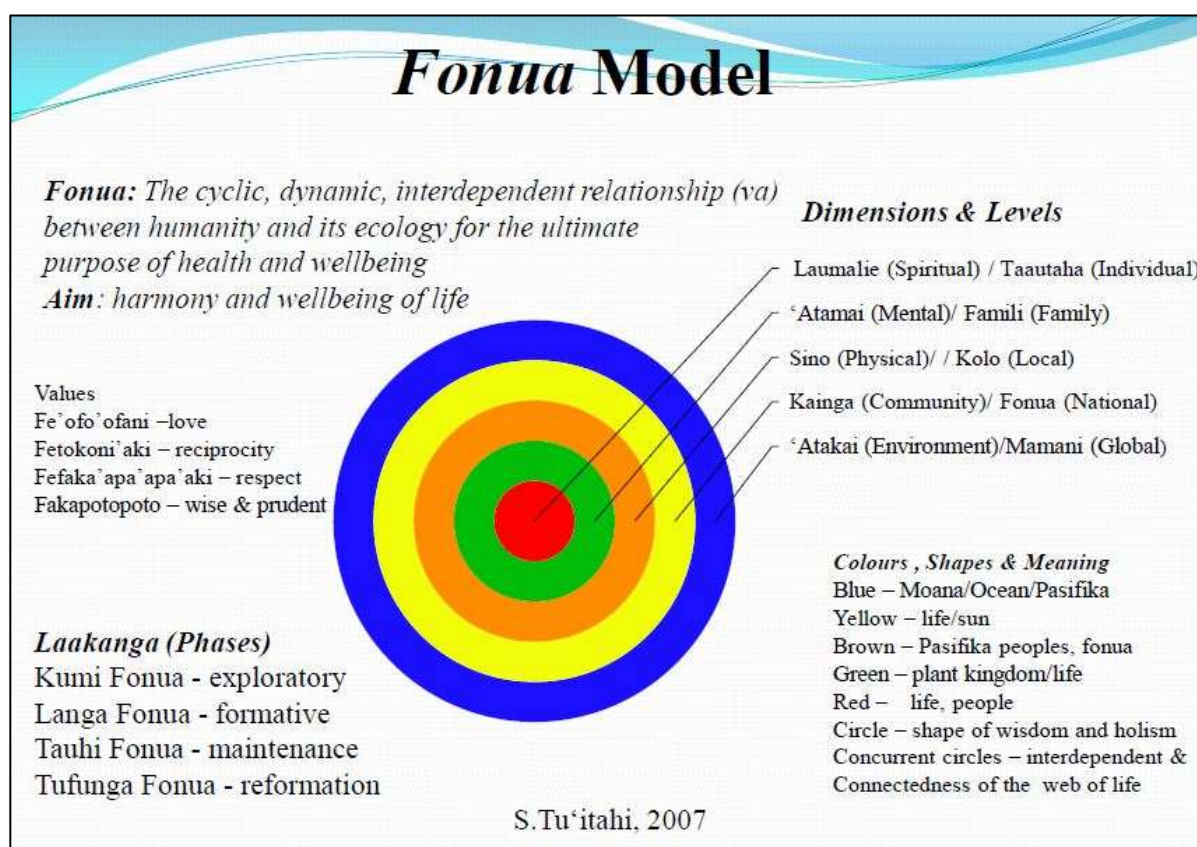 Fonua Model
Fonua: The cyclic, dynamic, interdependent relationship (va)
between humanity and its ecology for the ultimate
purpose of health and wellbeing
Aim: harmony and wellbeing of life
Dimensions & Levels
Laumalie (Spiritual) / Taautaha (Individual)
‘Atamai (Mental)/ Famili (Family)
Sino (Physical)/ / Kolo (Local)
Kainga (Community)/ Fonua (National)
‘Atakai (Environment)/Mamani (Global)
Values
Fe’ofo’ofani –love
Fetokoni’aki – reciprocity
Fefaka’apa’apa’aki – respect
Fakapotopoto – wise & prudent
Laakanga (Phases)
Kumi Fonua - exploratory
Langa Fonua - formative
Tauhi Fonua - maintenance
Tufunga Fonua - reformation
Colours , Shapes & Meaning
Blue – Moana/Ocean/Pasifika
Yellow – life/sun
Brown – Pasifika peoples, fonua
Green – plant kingdom/life
Red – life, people
Circle – shape of wisdom and holism
Concurrent circles – interdependent &
Connectedness of the web of life
S.Tu‘itahi, 2007